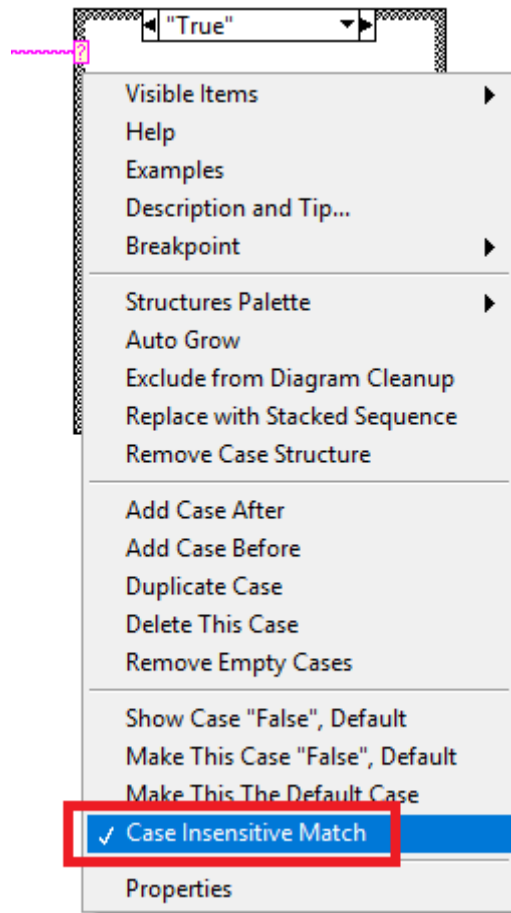 "True"
?
Visible Items
Help
Examples
Description and Tip...
Breakpoint
Structures Palette
Auto Grow
Exclude from Diagram Cleanup
Replace with Stacked Sequence
Remove Case Structure
Add Case After
Add Case Before
Duplicate Case
Delete This Case
Remove Empty Cases
Show Case "False", Default
Make This Case "False", Default
Make This The Default Case
✓ Case Insensitive Match
Properties